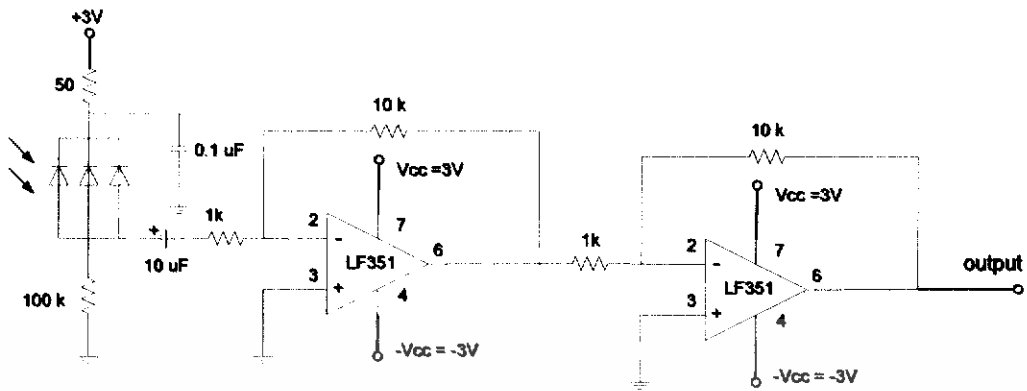 +3V
50
0.1 uF
+
10 uF
1k
100 k
10 k
Vcc =3V
2
7
-
LF351
6
3
+
4
-Vcc = -3V
1k
10 k
Vcc =3V
2
7
-
LF351
6
3
+
4
-Vcc = -3V
output